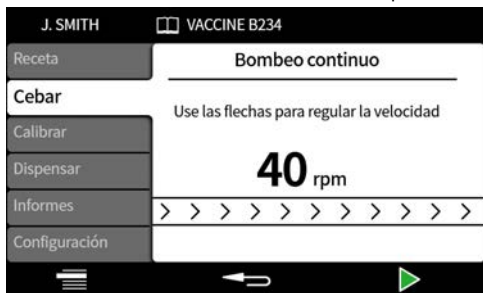 J. SMITH
VACCINE B234
Receta
Cebar
Calibrar
Dispensar
Informes
Configuración
Bombeo continuo
Use las flechas para regular la velocidad
40 rpm
> > > > > > > > > > >